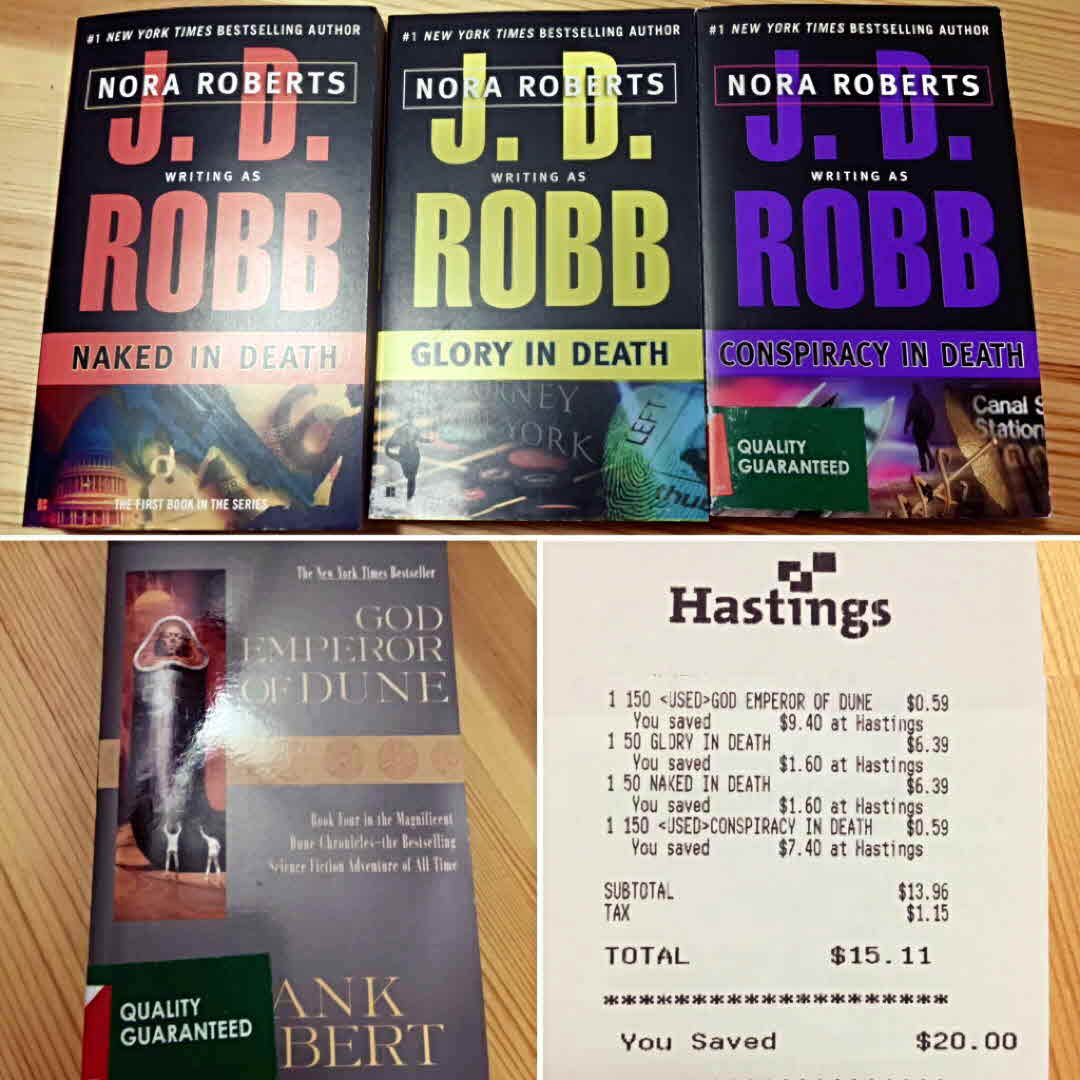 #1 NEW YORK TIMES BESTSELLING AUTHOR
NORA ROBERTS
J. D.
WRITING AS
ROBB
NAKED IN DEATH
THE FIRST BOOK IN THE SERIES
#1 NEW YORK TIMES BESTSELLING AUTHOR
NORA ROBERTS
J. D.
WRITING AS
ROBB
GLORY IN DEATH
YORK
LEFT
#1 NEW YORK TIMES BESTSELLING AUTHOR
NORA ROBERTS
J. D.
WRITING AS
ROBB
CONSPIRACY IN DEATH
Canal S
Station
QUALITY
GUARANTEED
The New York Times Bestseller
GOD
EMPEROR
OF DUNE
Book Four in the Magnificent
Dune Chronicles—the Bestselling
Science Fiction Adventure of All Time
ANK
BERT
QUALITY
GUARANTEED
Hastings
1 150 <USED>GOD EMPEROR OF DUNE $0.59
You saved $9.40 at Hastings
1 50 GLORY IN DEATH $6.39
You saved $1.60 at Hastings
1 50 NAKED IN DEATH $6.39
You saved $1.60 at Hastings
1 150 <USED>CONSPIRACY IN DEATH $0.59
You saved $7.40 at Hastings
SUBTOTAL $13.96
TAX $1.15
TOTAL $15.11
********************
You Saved $20.00